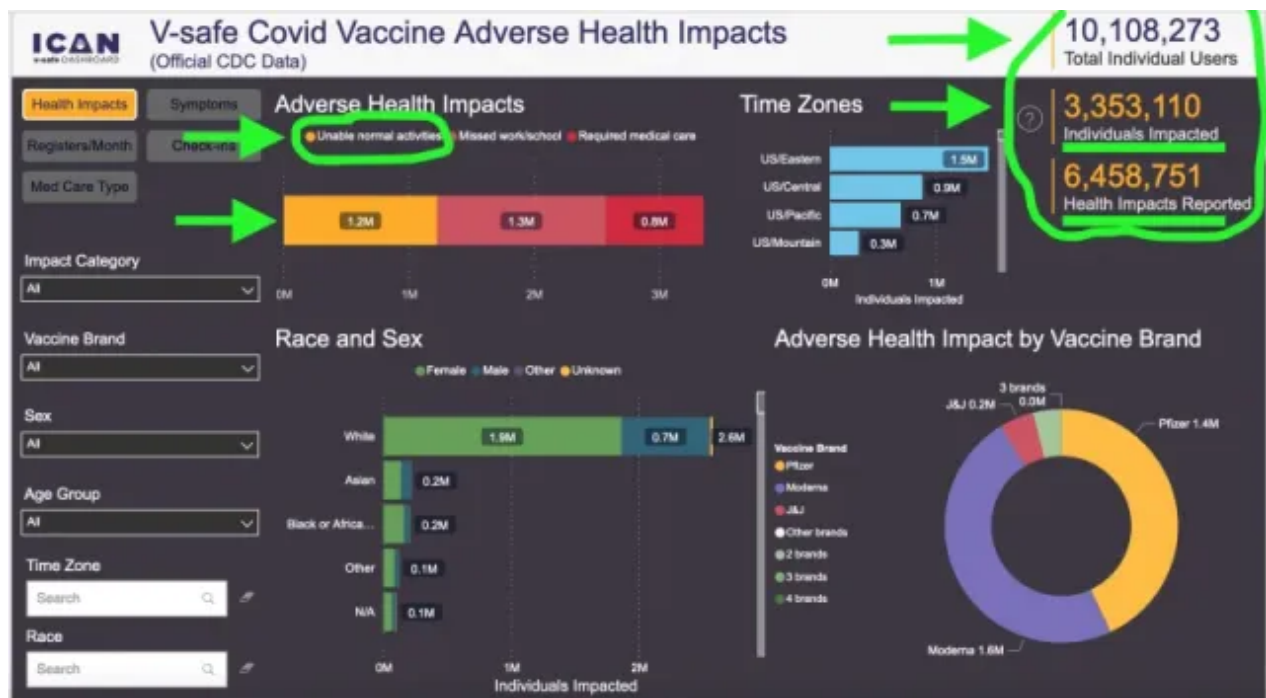 ICAN
v-safe DASHBOARD
V-safe Covid Vaccine Adverse Health Impacts
(Official CDC Data)
10,108,273
Total Individual Users
3,353,110
Individuals Impacted
6,458,751
Health Impacts Reported
?
Health Impacts
Symptoms
Registers/Month
Check-ins
Med Care Type
Adverse Health Impacts
Unable normal activities Missed work/school Required medical care
1.2M 1.3M 0.8M
0M 1M 2M 3M
Time Zones
US/Eastern 1.5M
US/Central 0.9M
US/Pacific 0.7M
US/Mountain 0.3M
0M 1M
Individuals Impacted
Impact Category
All
Vaccine Brand
All
Sex
All
Age Group
All
Time Zone
Search
Race
Search
Race and Sex
Female Male Other Unknown
White 1.9M 0.7M 2.6M
Asian 0.2M
Black or Africa... 0.2M
Other 0.1M
N/A 0.1M
0M 1M 2M
Individuals Impacted
Adverse Health Impact by Vaccine Brand
3 brands
0.0M
J&J 0.2M
Pfizer 1.4M
Moderna 1.6M
Vaccine Brand
Pfizer
Moderna
J&J
Other brands
2 brands
3 brands
4 brands